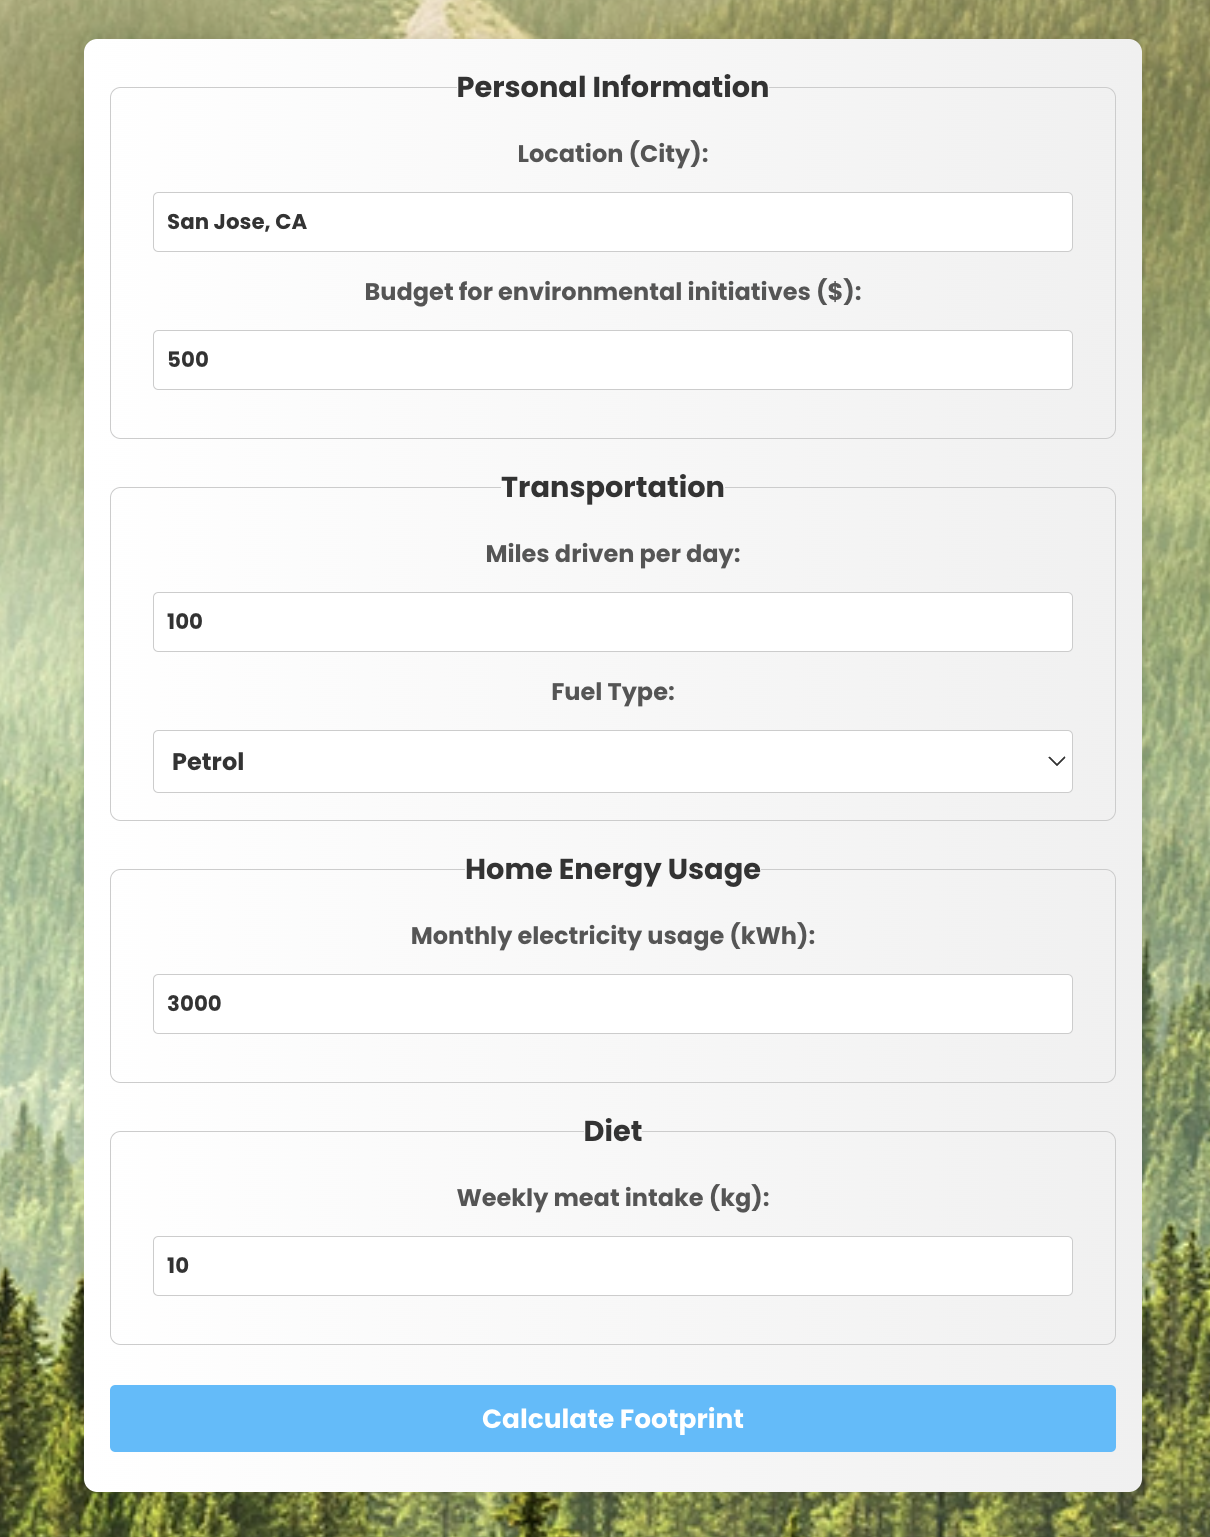 Personal Information
Location (City):
San Jose, CA
Budget for environmental initiatives ($):
500
Transportation
Miles driven per day:
100
Fuel Type:
Petrol
Home Energy Usage
Monthly electricity usage (kWh):
3000
Diet
Weekly meat intake (kg):
10
Calculate Footprint